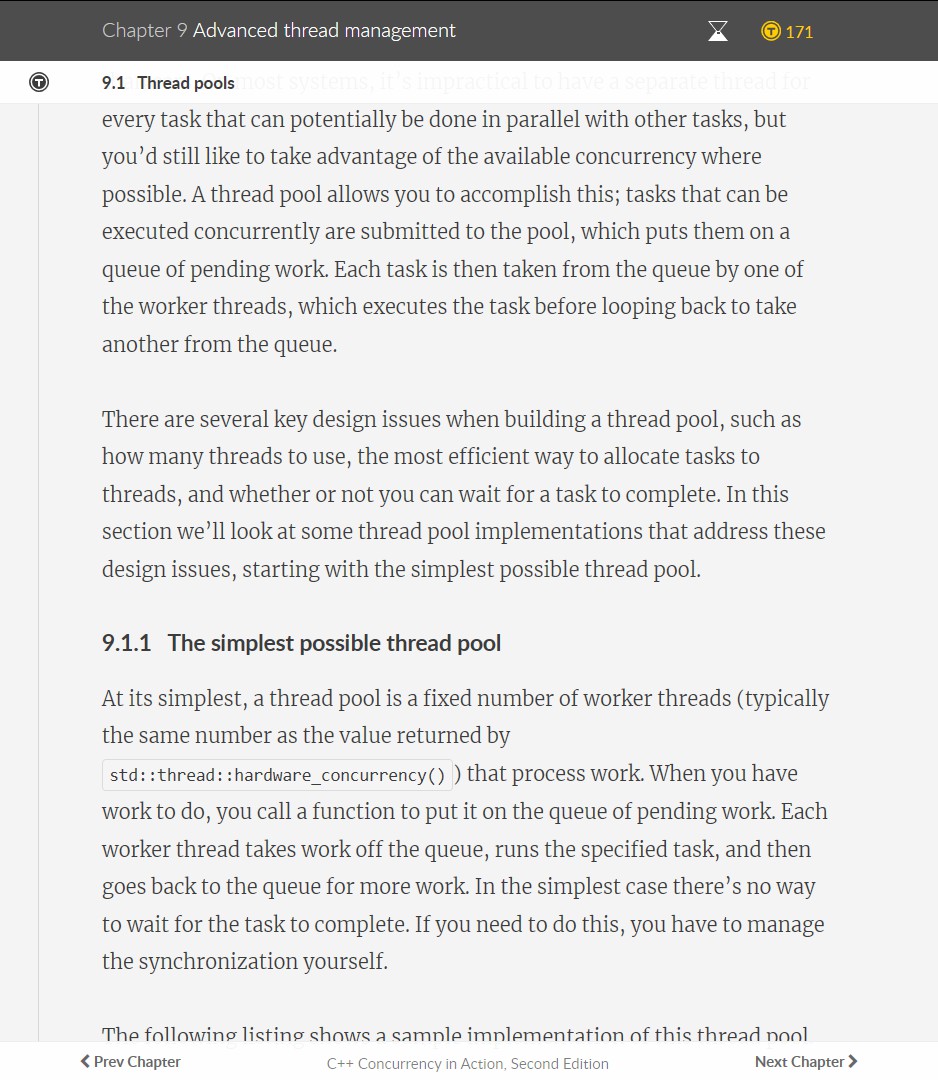 Chapter 9 Advanced thread management
171
9.1 Thread pools
most systems, it's impractical to have a separate thread for
every task that can potentially be done in parallel with other tasks, but
you'd still like to take advantage of the available concurrency where
possible. A thread pool allows you to accomplish this; tasks that can be
executed concurrently are submitted to the pool, which puts them on a
queue of pending work. Each task is then taken from the queue by one of
the worker threads, which executes the task before looping back to take
another from the queue.
There are several key design issues when building a thread pool, such as
how many threads to use, the most efficient way to allocate tasks to
threads, and whether or not you can wait for a task to complete. In this
section we'll look at some thread pool implementations that address these
design issues, starting with the simplest possible thread pool.
9.1.1 The simplest possible thread pool
At its simplest, a thread pool is a fixed number of worker threads (typically
the same number as the value returned by
std::thread::hardware_concurrency() ) that process work. When you have
work to do, you call a function to put it on the queue of pending work. Each
worker thread takes work off the queue, runs the specified task, and then
goes back to the queue for more work. In the simplest case there's no way
to wait for the task to complete. If you need to do this, you have to manage
the synchronization yourself.
The following listing shows a sample implementation of this thread pool
Prev Chapter
C++ Concurrency in Action, Second Edition
Next Chapter